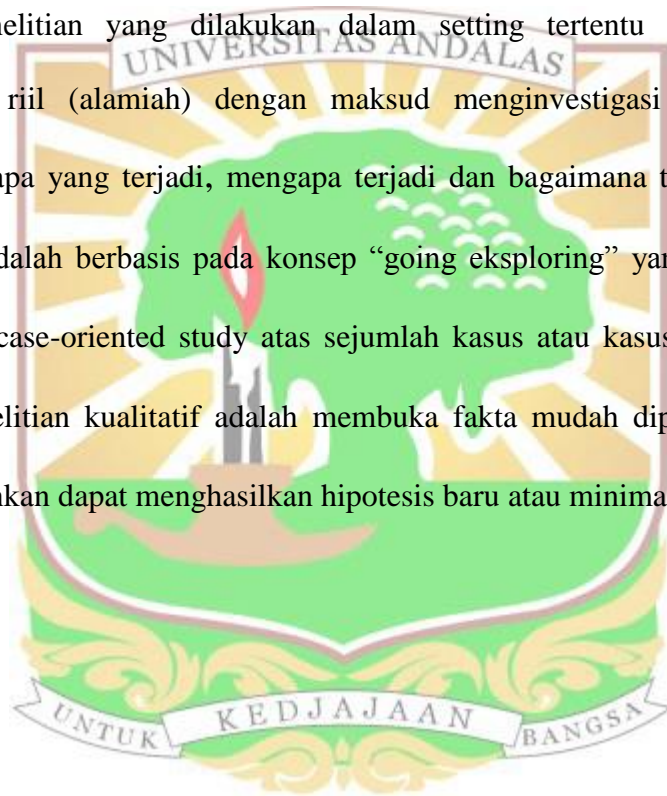 nelitian yang dilakukan dalam setting tertentu
UNIVERSITAS ANDALAS
riil (alamiah) dengan maksud menginvestigasi
apa yang terjadi, mengapa terjadi dan bagaimana t
dalah berbasis pada konsep “going eksploring” yan
case-oriented study atas sejumlah kasus atau kasus
elitian kualitatif adalah membuka fakta mudah dip
nkan dapat menghasilkan hipotesis baru atau minima
UNTUK KEDJAJAAN BANGSA